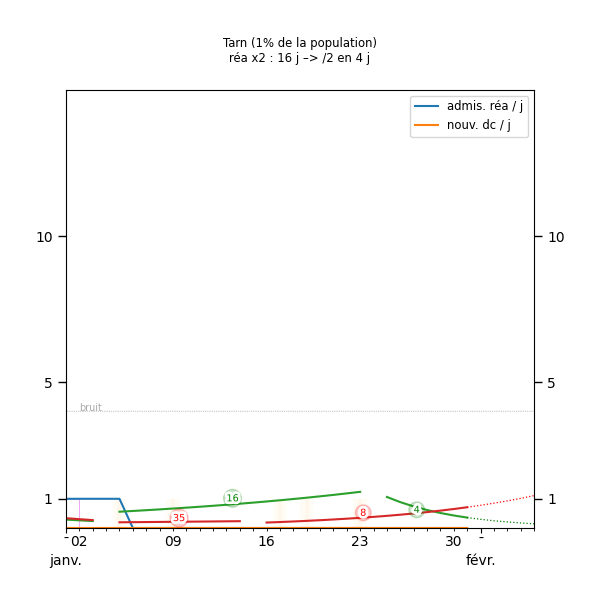 Tarn (1% de la population)
réa x2 : 16 j –> /2 en 4 j
admis. réa / j
nouv. dc / j
10 10
5 5
bruit
1 1
16
35
8
4
02 09 16 23 30 -
janv. févr.